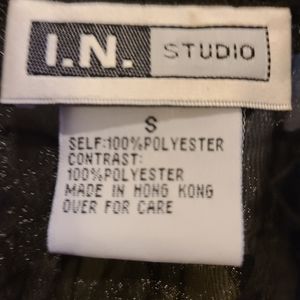 I.N. STUDIO
S
SELF:100%POLYESTER
CONTRAST:
100%POLYESTER
MADE IN HONG KONG
OVER FOR CARE